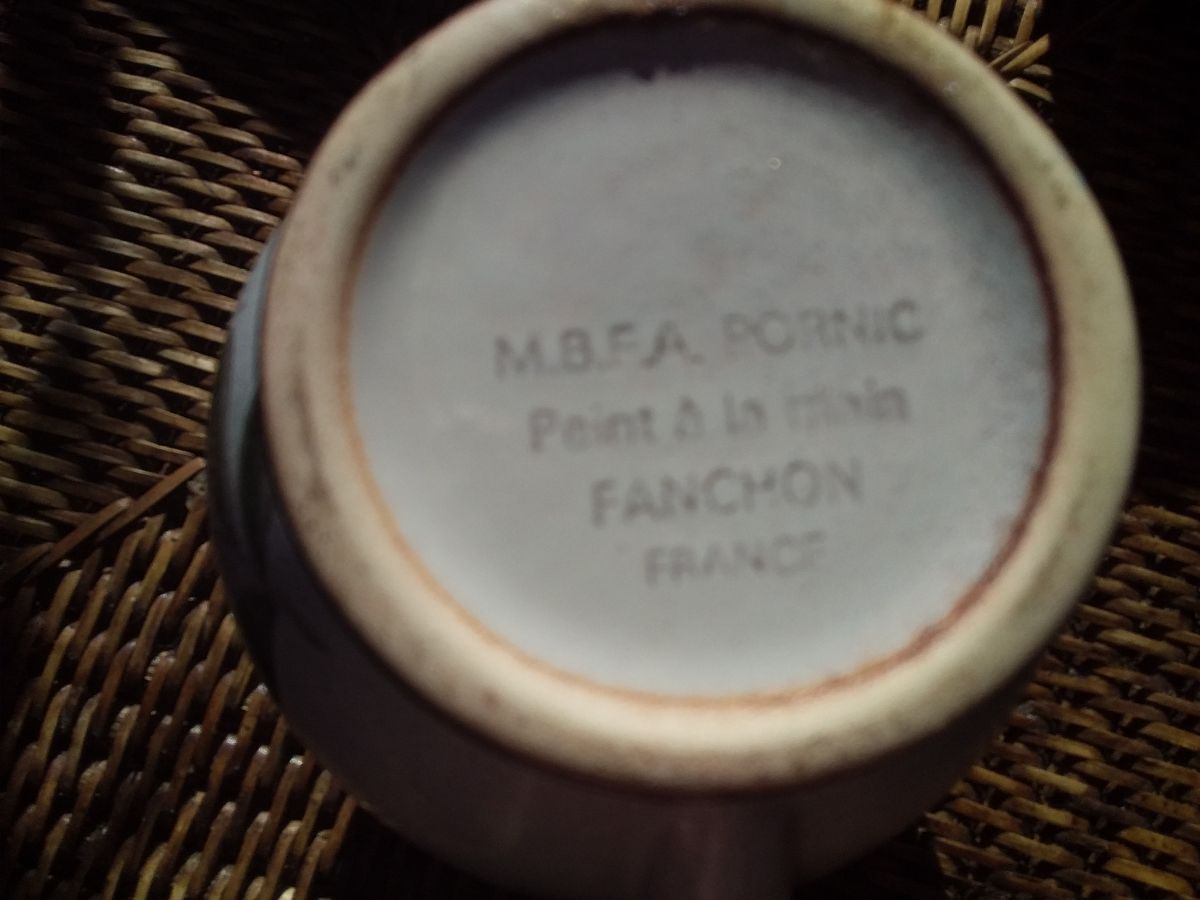 M.B.F.A. PORNIC
Peint à la main
FANCHON
FRANCE